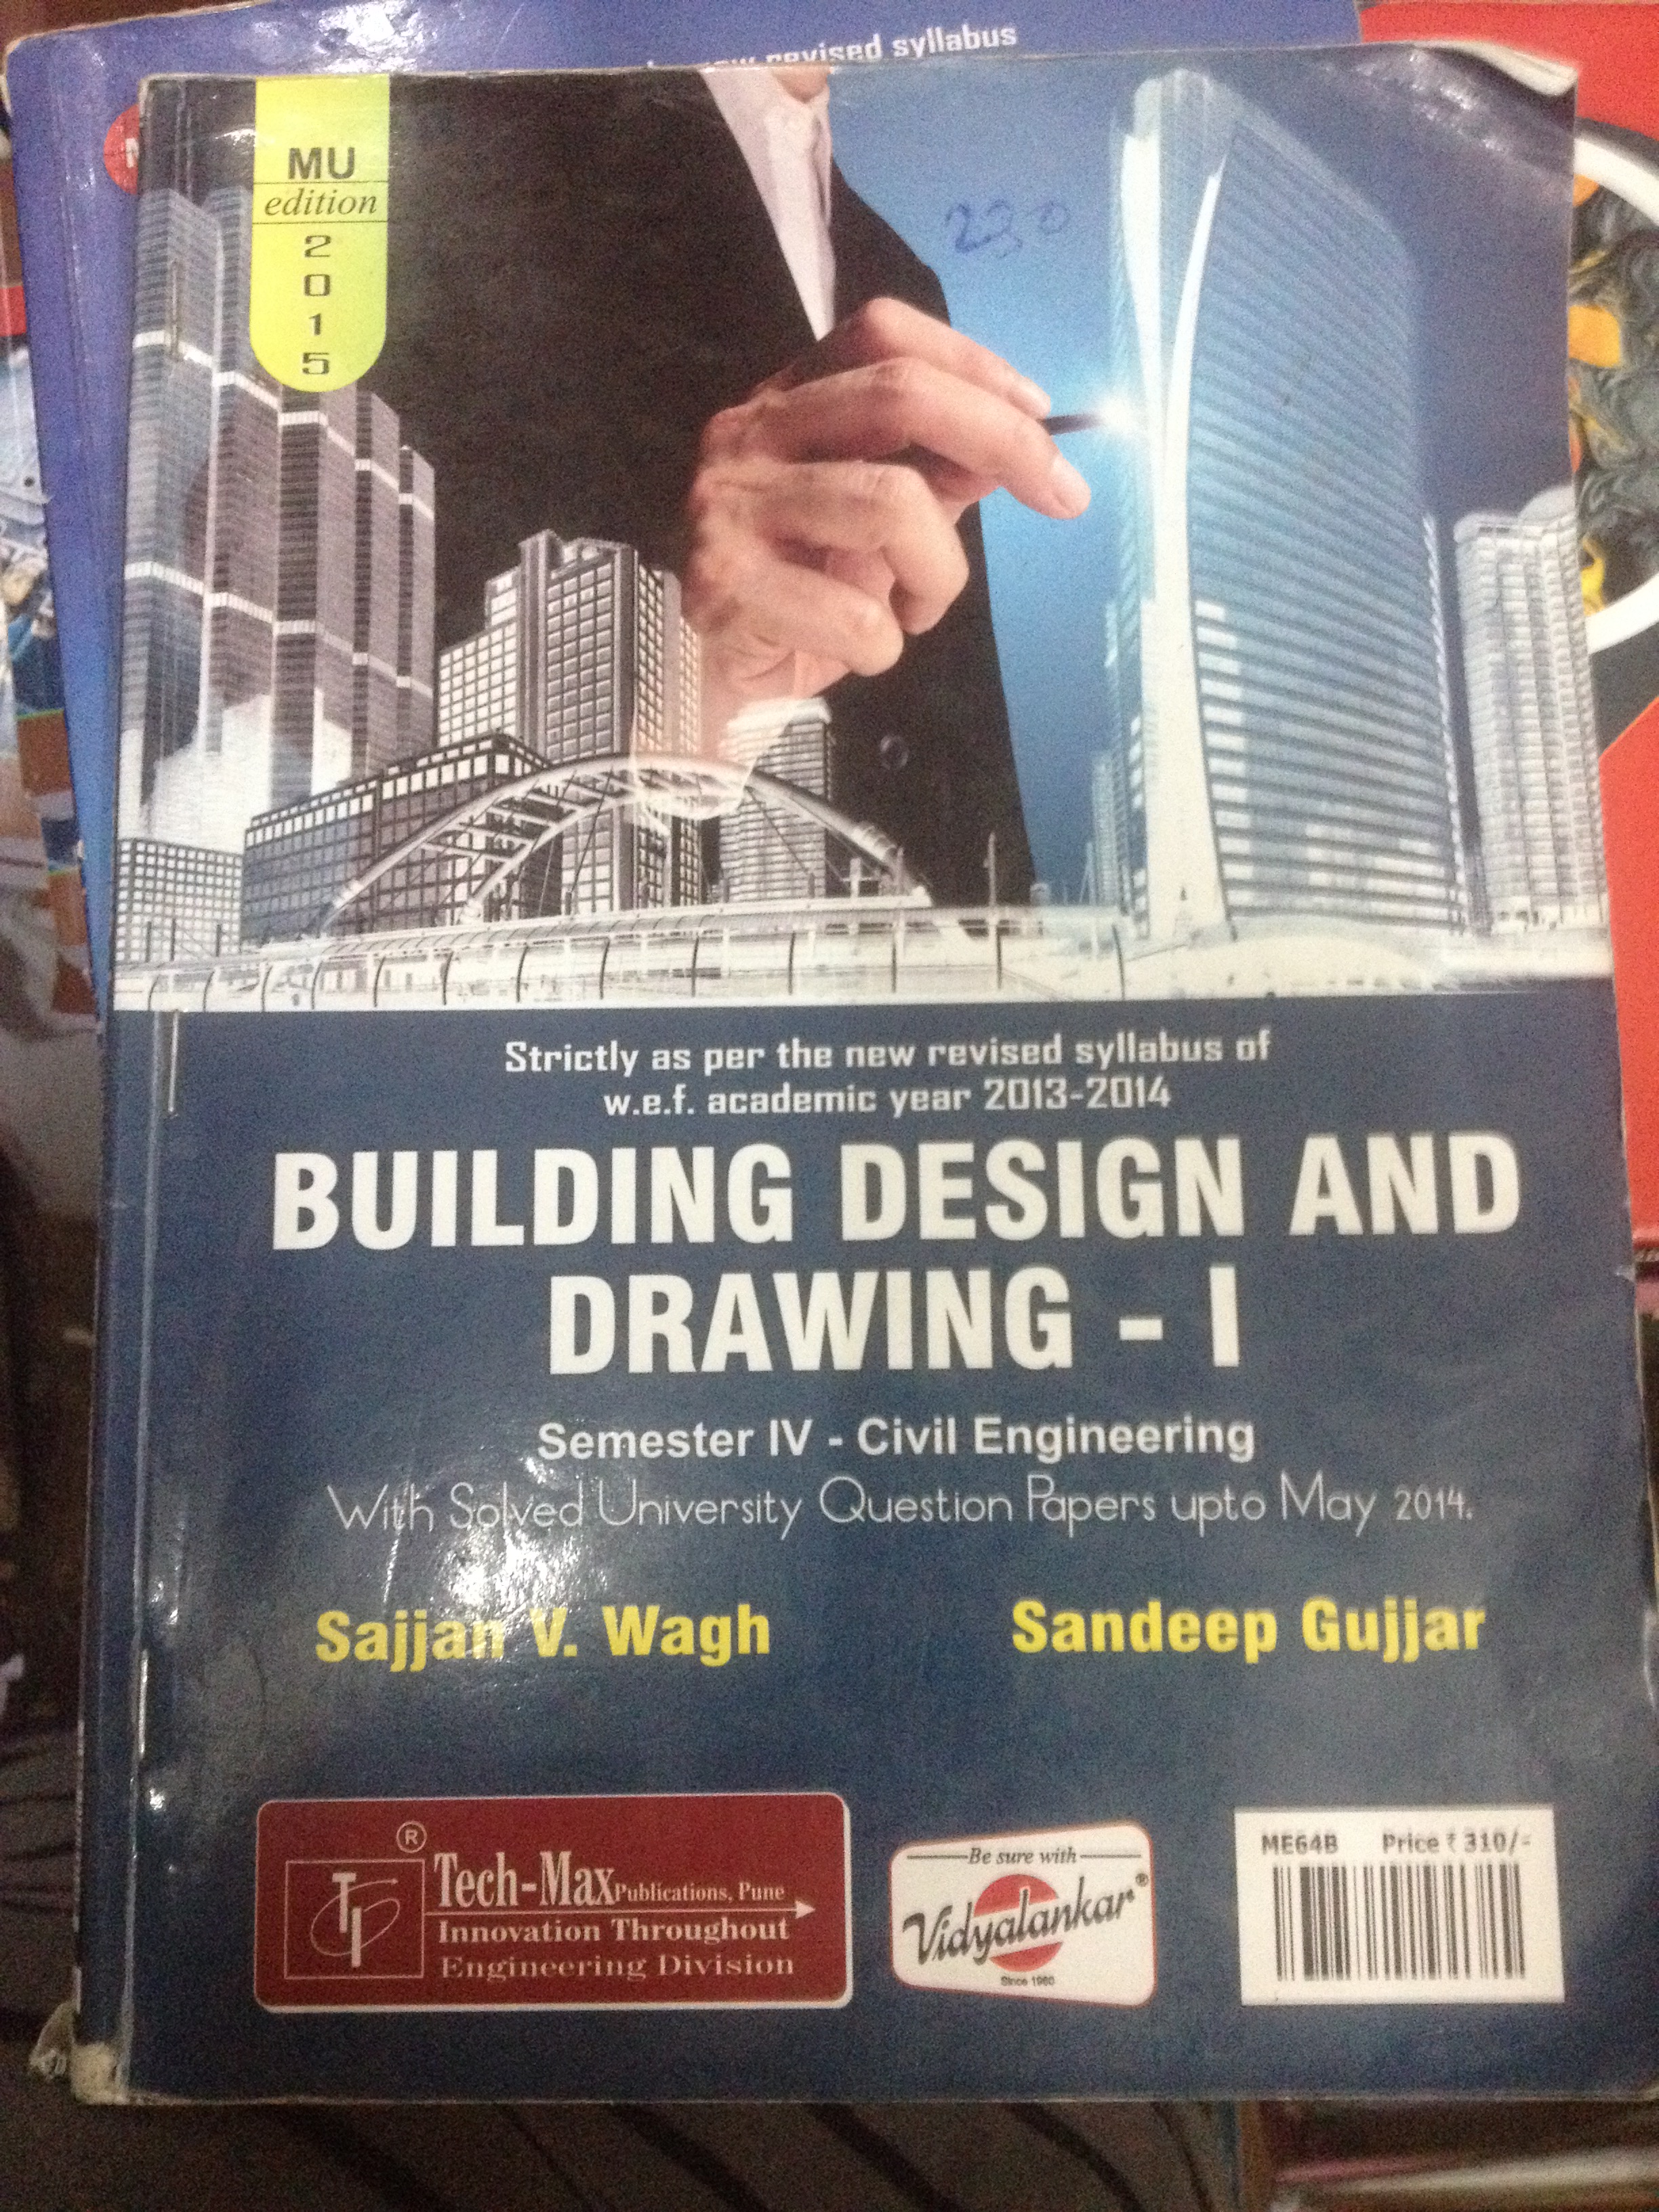 revised syllabus
MU
edition
2
0
1
5
230
Strictly as per the new revised syllabus of
w.e.f. academic year 2013-2014
BUILDING DESIGN AND
DRAWING - I
Semester IV - Civil Engineering
With Solved University Question Papers upto May 2014.
Sajjan V. Wagh
Sandeep Gujjar
R
Tech-Max Publications, Pune
Innovation Throughout
Engineering Division
Be sure with
Vidyalankar®
Since 1960
ME64B Price ₹ 310/-